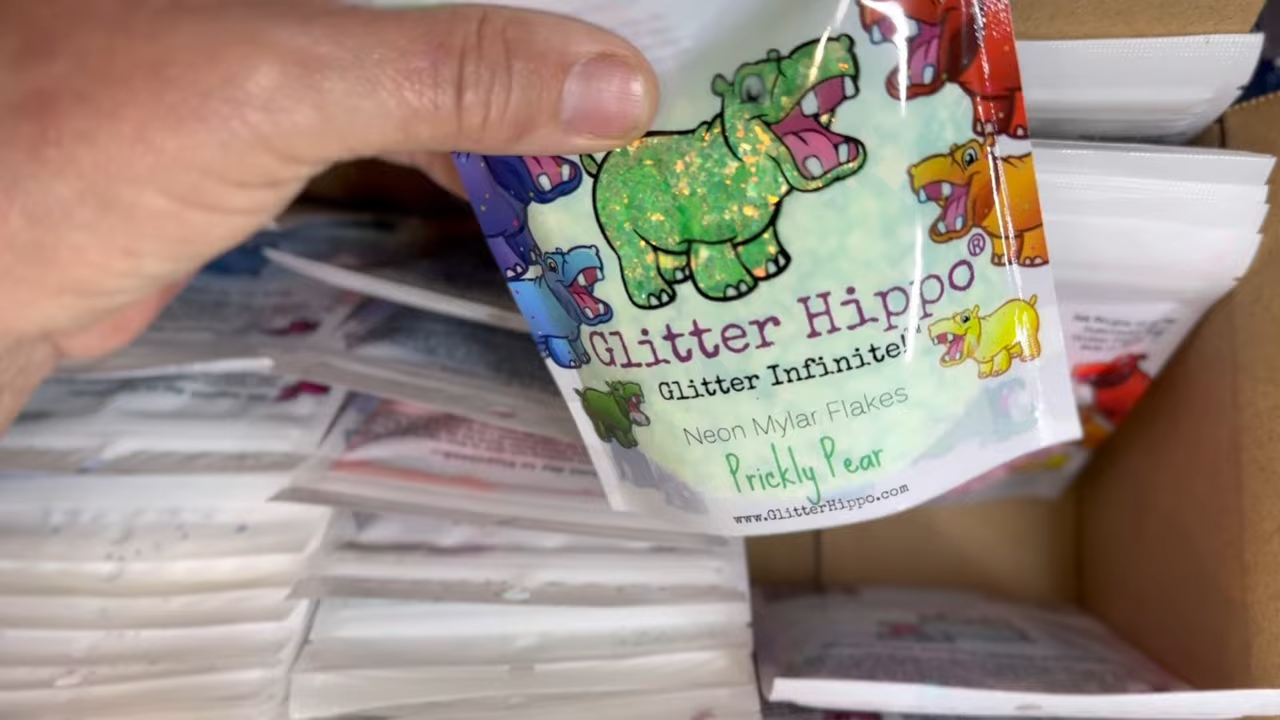 Glitter Hippo®
Glitter Infinite!™
Neon Mylar Flakes
Prickly Pear
www.GlitterHippo.com